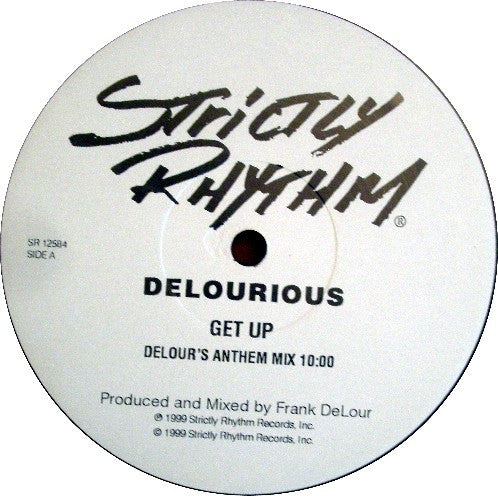 STRICTLY
RHYTHM®
SR 12584
SIDE A
DELOURIOUS
GET UP
DELOUR'S ANTHEM MIX 10:00
Produced and Mixed by Frank DeLour
℗ 1999 Strictly Rhythm Records, Inc.
© 1999 Strictly Rhythm Records, Inc.